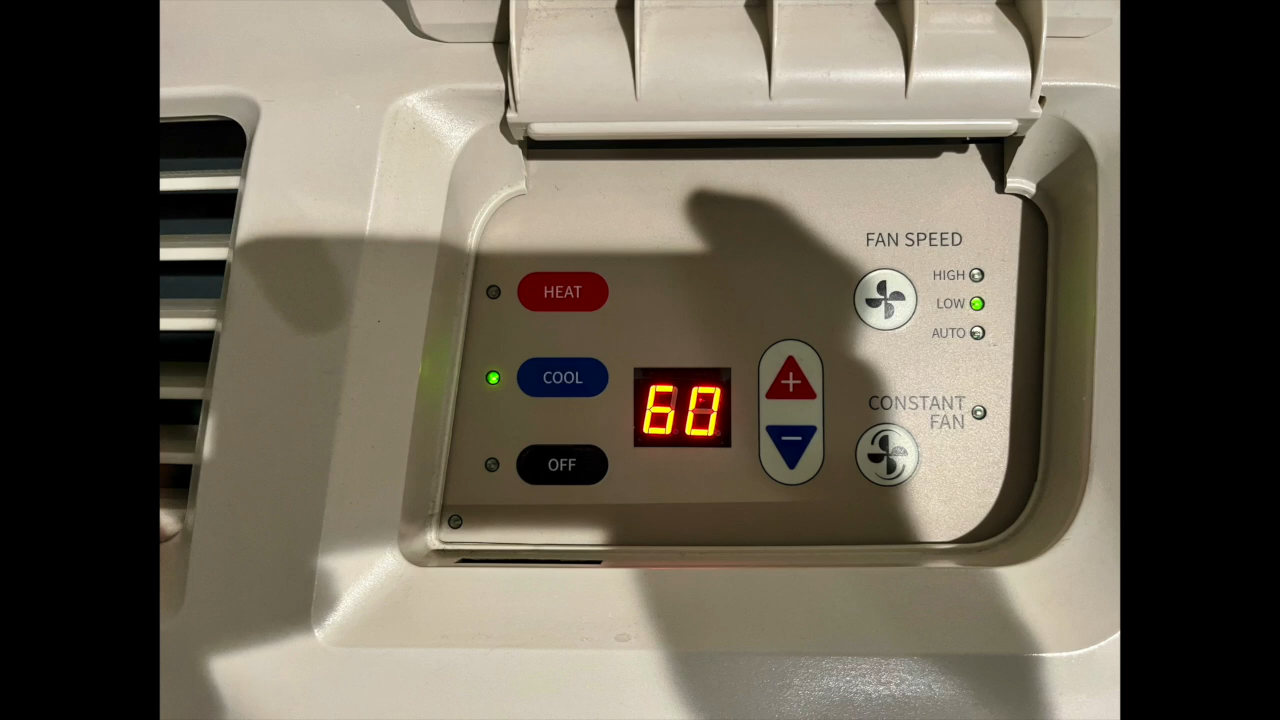 FAN SPEED
HIGH
LOW
AUTO
HEAT
COOL
OFF
60
+
−
CONSTANT
FAN